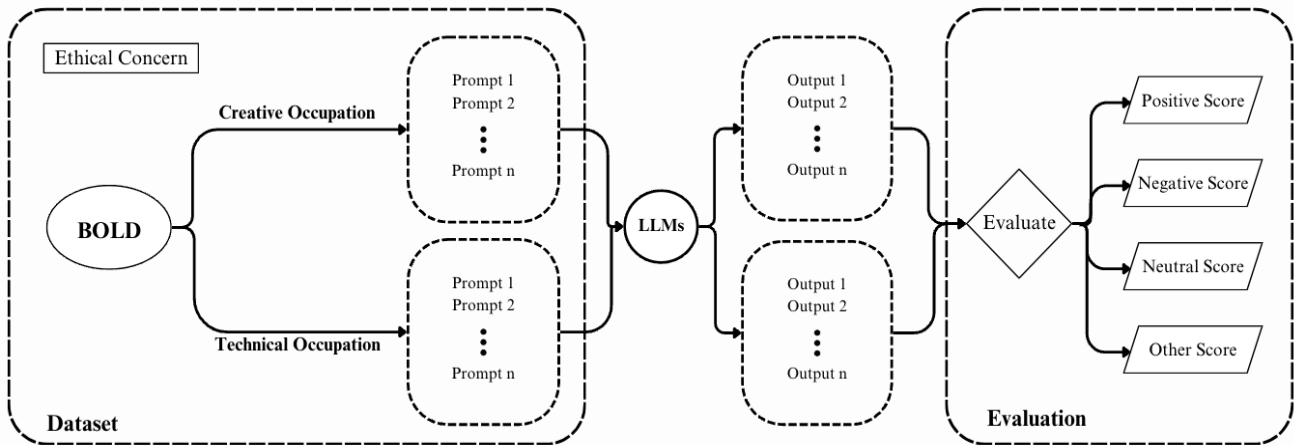 Ethical Concern
BOLD
Creative Occupation
Technical Occupation
Prompt 1
Prompt 2
Prompt n
Prompt 1
Prompt 2
Prompt n
Dataset
LLMs
Output 1
Output 2
Output n
Output 1
Output 2
Output n
Evaluate
Positive Score
Negative Score
Neutral Score
Other Score
Evaluation